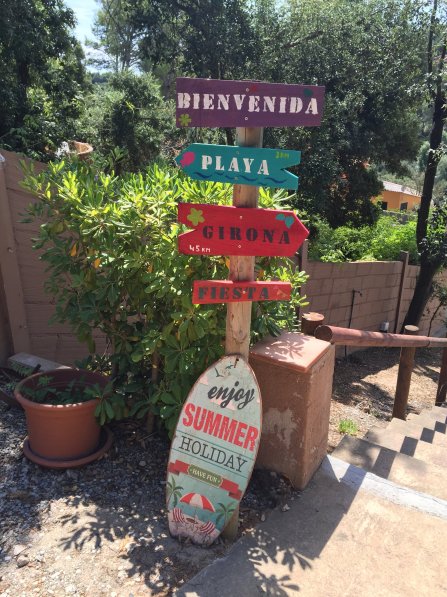 BIENVENIDA
PLAYA
GIRONA
45 KM
FIESTA
enjoy
SUMMER
HOLIDAY
HAVE FUN